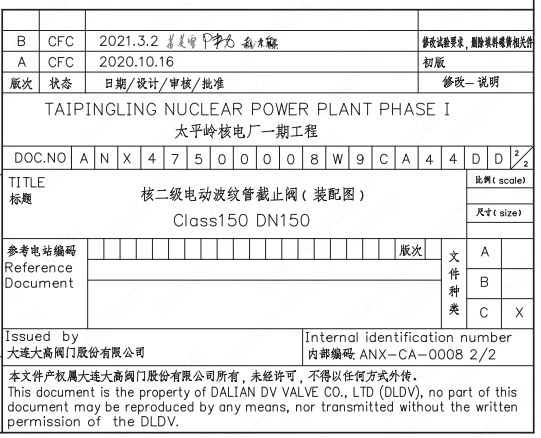 B CFC 2021.3.2 修改试验要求，删除填料碟簧相关件
A CFC 2020.10.16 初版
版次 状态 日期/设计/审核/批准 修改—说明
TAIPINGLING NUCLEAR POWER PLANT PHASE I
太平岭核电厂一期工程
DOC.NO A N X 4 7 5 0 0 0 0 8 W 9 C A 4 4 D D 2/2
TITLE 比例(scale)
标题 核二级电动波纹管截止阀(装配图)
Class150 DN150 尺寸(size)
参考电站编码 版次 文件种类 A
Reference B
Document C X
Issued by Internal identification number
大连大高阀门股份有限公司 内部编码: ANX-CA-0008 2/2
本文件产权属大连大高阀门股份有限公司所有，未经许可，不得以任何方式外传。
This document is the property of DALIAN DV VALVE CO., LTD (DLDV), no part of this
document may be reproduced by any means, nor transmitted without the written
permission of the DLDV.